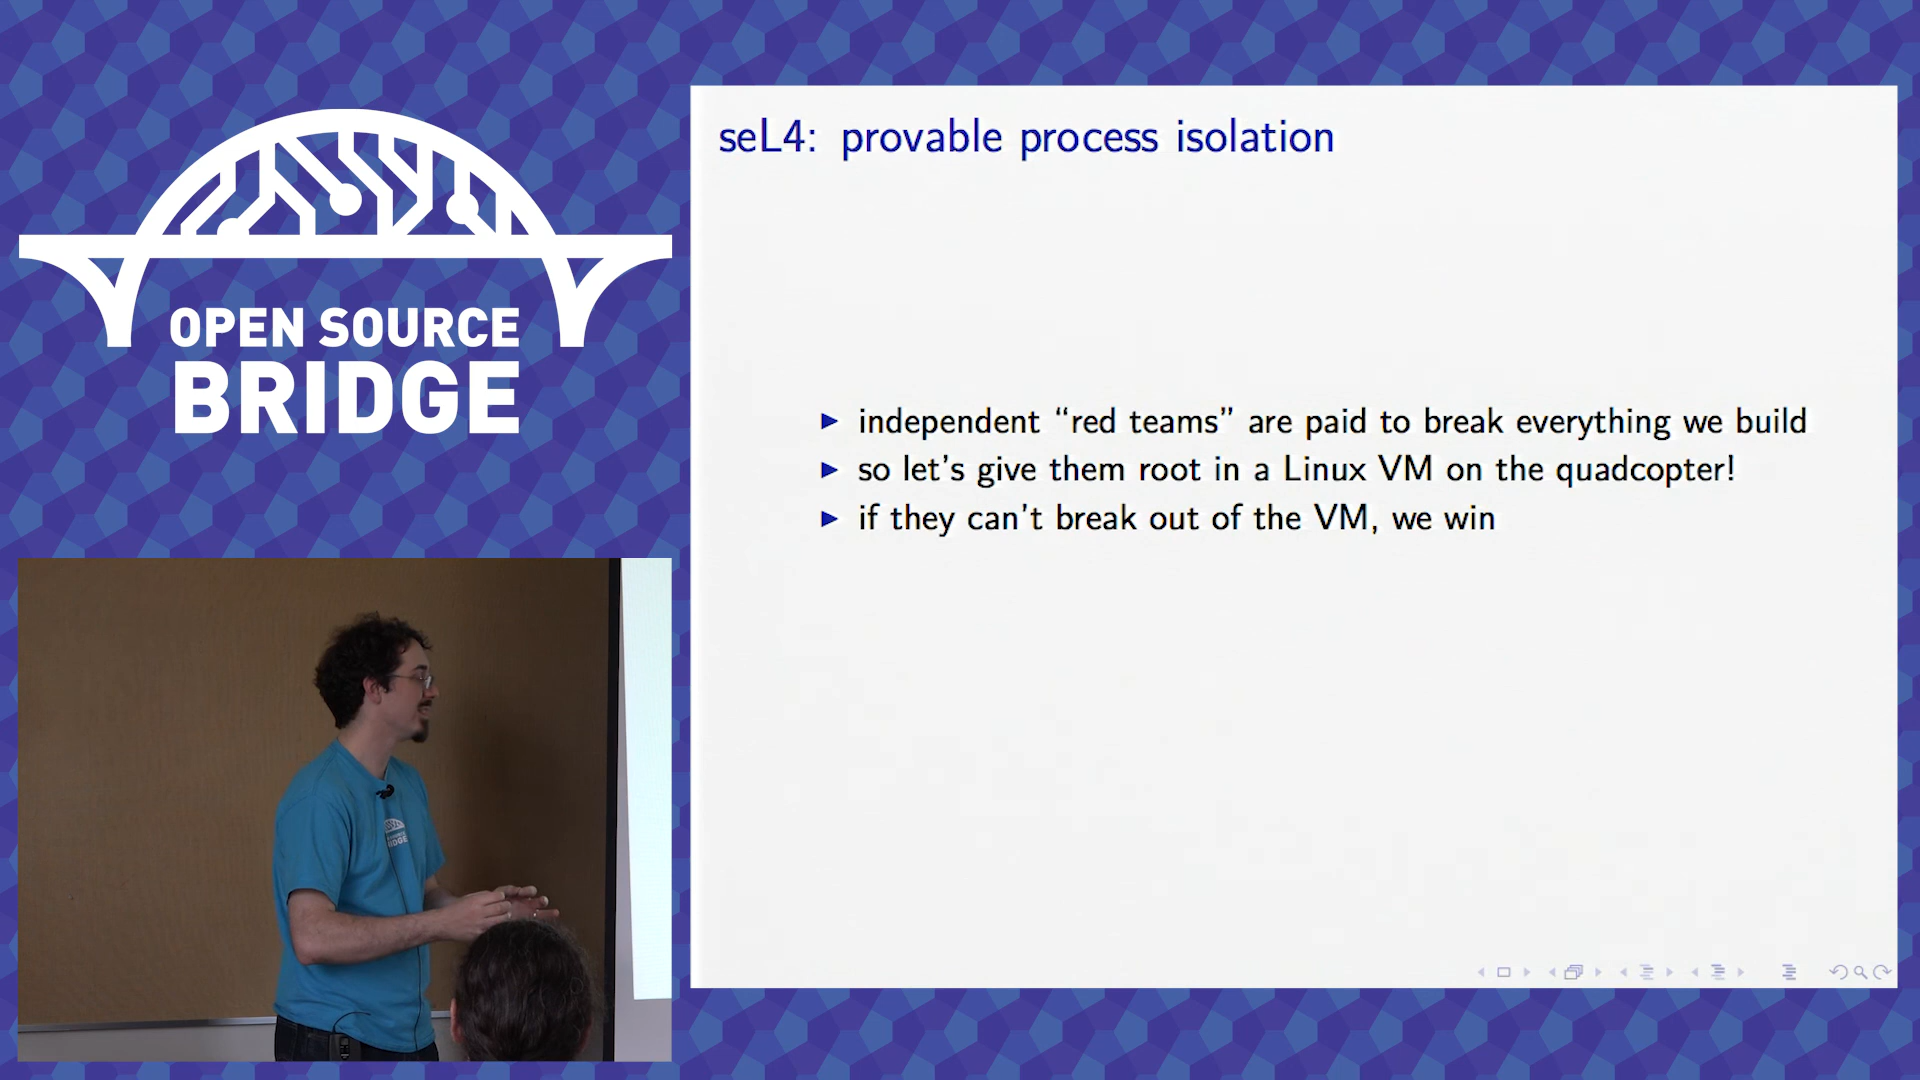 OPEN SOURCE
BRIDGE
seL4: provable process isolation
▶ independent “red teams” are paid to break everything we build
▶ so let’s give them root in a Linux VM on the quadcopter!
▶ if they can’t break out of the VM, we win